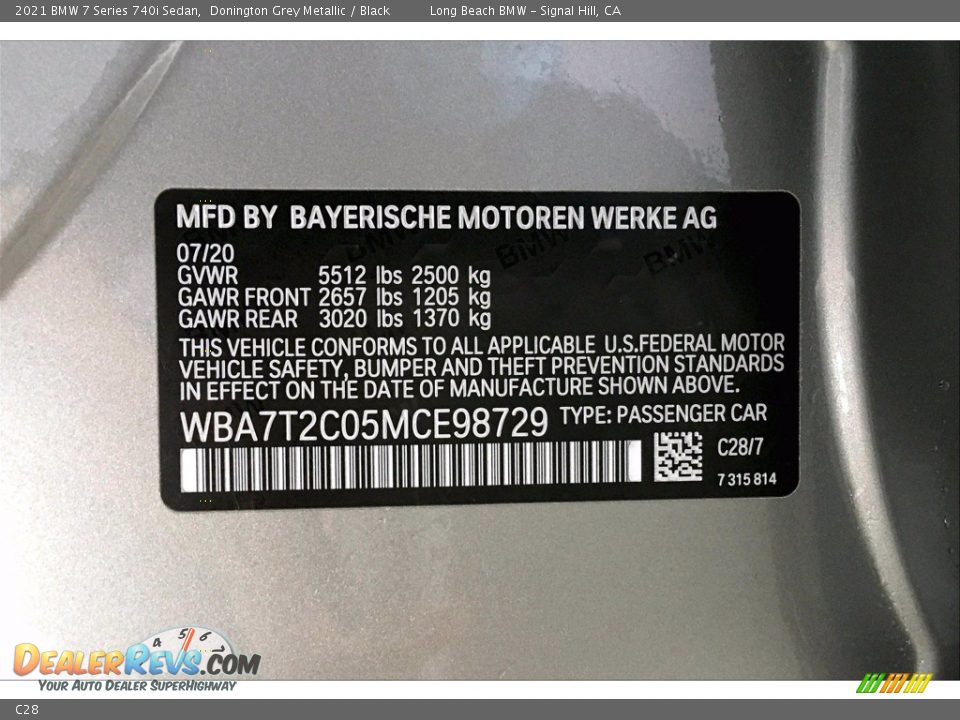 2021 BMW 7 Series 740i Sedan, Donington Grey Metallic / Black Long Beach BMW - Signal Hill, CA
MFD BY BAYERISCHE MOTOREN WERKE AG
07/20
GVWR 5512 lbs 2500 kg
GAWR FRONT 2657 lbs 1205 kg
GAWR REAR 3020 lbs 1370 kg
THIS VEHICLE CONFORMS TO ALL APPLICABLE U.S.FEDERAL MOTOR
VEHICLE SAFETY, BUMPER AND THEFT PREVENTION STANDARDS
IN EFFECT ON THE DATE OF MANUFACTURE SHOWN ABOVE.
WBA7T2C05MCE98729 TYPE: PASSENGER CAR
C28/7
7 315 814
4 5 6
DEALERREVS.COM
YOUR AUTO DEALER SUPERHIGHWAY
C28